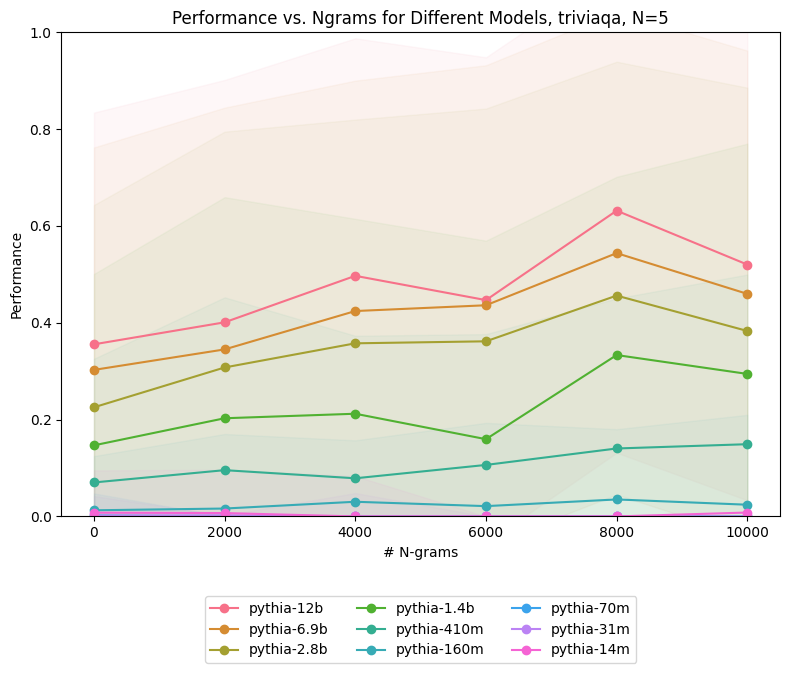 Performance vs. Ngrams for Different Models, triviaqa, N=5
1.0
0.8
0.6
0.4
0.2
0.0
Performance
0 2000 4000 6000 8000 10000
# N-grams
pythia-12b pythia-1.4b pythia-70m
pythia-6.9b pythia-410m pythia-31m
pythia-2.8b pythia-160m pythia-14m